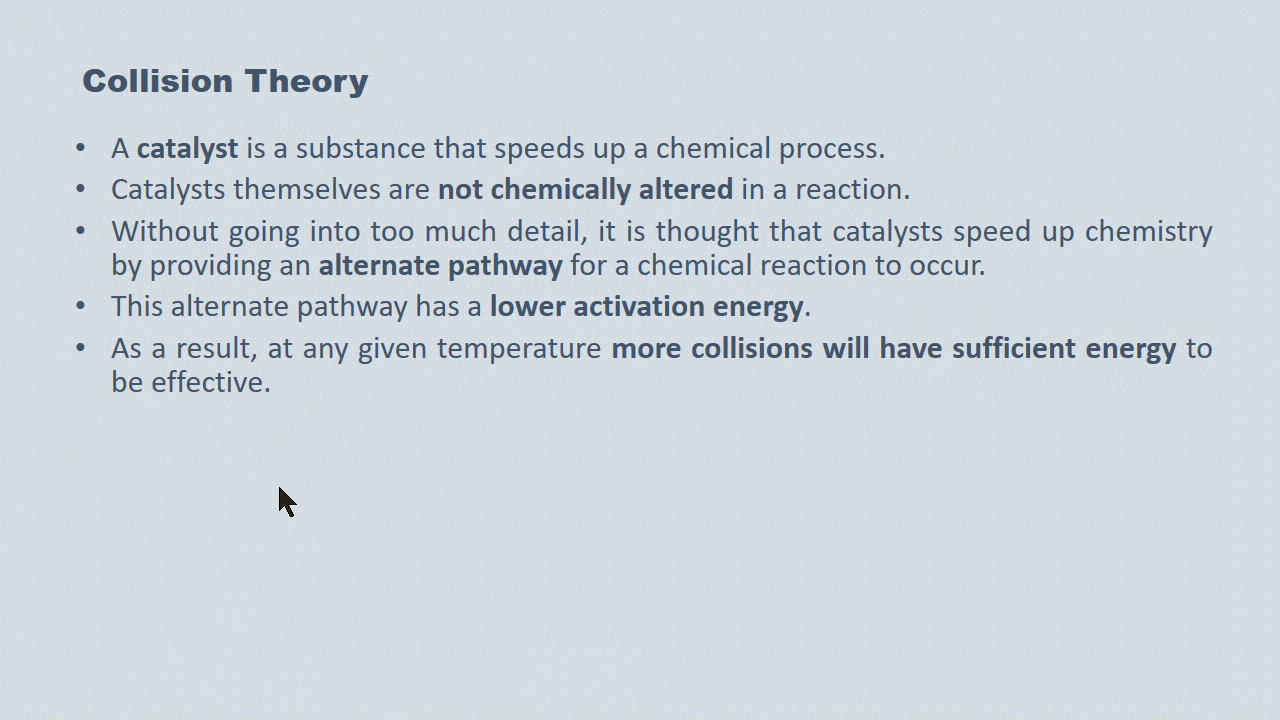 Collision Theory
• A catalyst is a substance that speeds up a chemical process.
• Catalysts themselves are not chemically altered in a reaction.
• Without going into too much detail, it is thought that catalysts speed up chemistry
by providing an alternate pathway for a chemical reaction to occur.
• This alternate pathway has a lower activation energy.
• As a result, at any given temperature more collisions will have sufficient energy to
be effective.